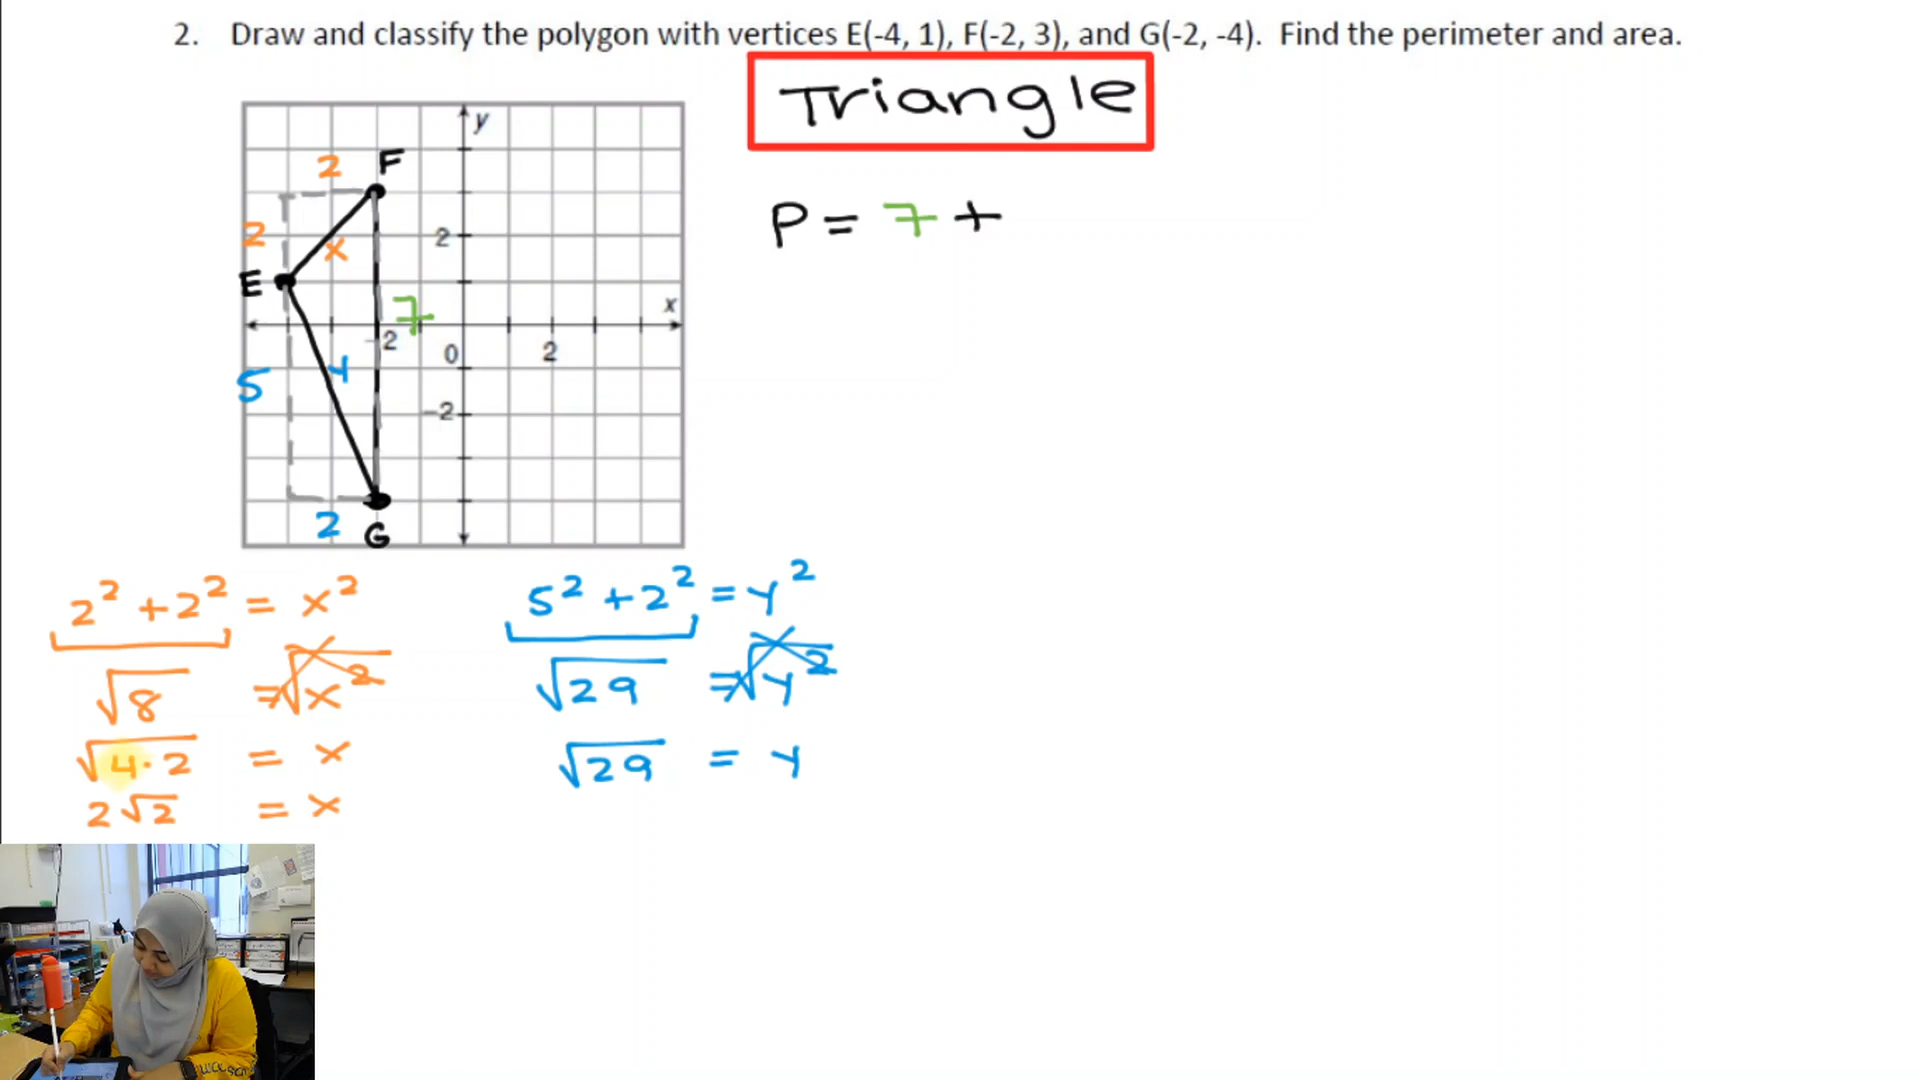 2. Draw and classify the polygon with vertices E(-4, 1), F(-2, 3), and G(-2, -4). Find the perimeter and area.
Triangle
P = 7 +
y
2
F
2
x
2
E
7
x
-2
0
2
5
y
-2
2
G
2² + 2² = x²
√8 = √x²
√4·2 = x
2√2 = x
5² + 2² = y²
√29 = √y²
√29 = y